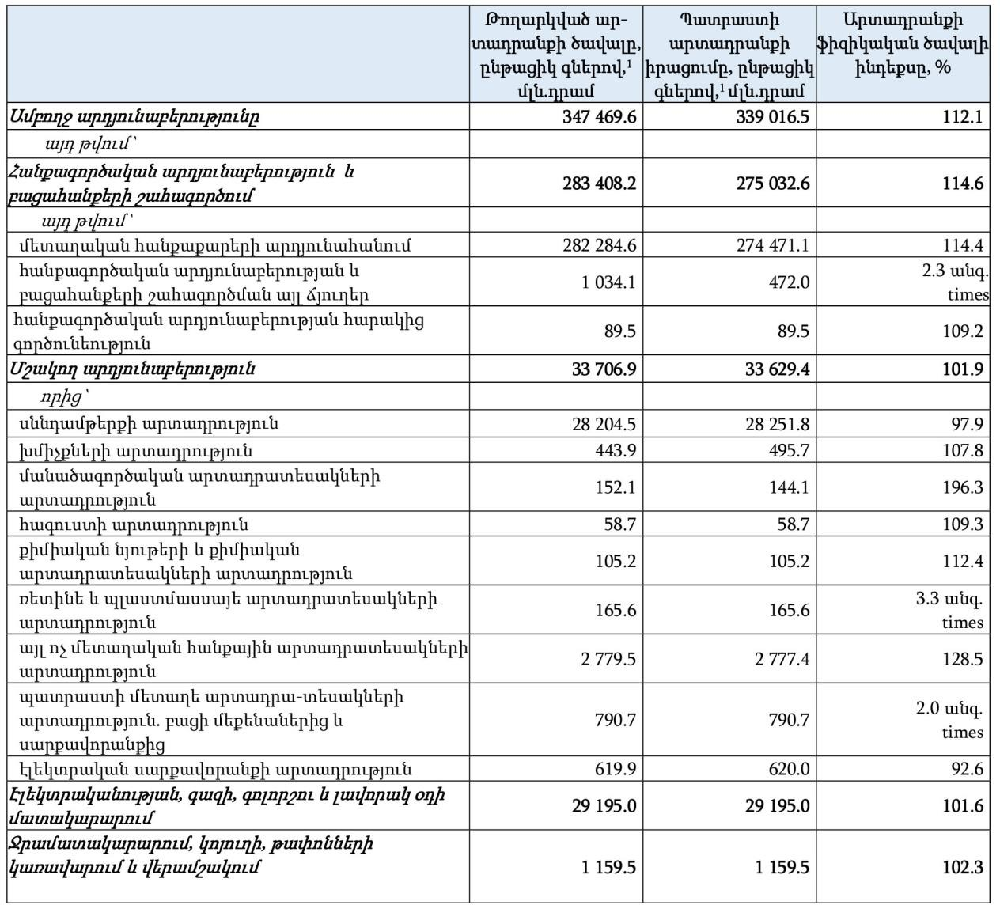 Թողարկված ար-
տադրանքի ծավալը,
ընթացիկ գներով,¹
մլն.դրամ
Պատրաստի
արտադրանքի
իրացումը, ընթացիկ
գներով,¹ մլն.դրամ
Արտադրանքի
ֆիզիկական ծավալի
ինդեքսը, %
Ամբողջ արդյունաբերությունը 347 469.6 339 016.5 112.1
այդ թվում՝
Հանքագործական արդյունաբերություն և
բացահանքերի շահագործում 283 408.2 275 032.6 114.6
այդ թվում՝
մետաղական հանքաքարերի արդյունահանում 282 284.6 274 471.1 114.4
հանքագործական արդյունաբերության և
բացահանքերի շահագործման այլ ճյուղեր 1 034.1 472.0 2.3 անգ.
times
հանքագործական արդյունաբերության հարակից
գործունեություն 89.5 89.5 109.2
Մշակող արդյունաբերություն 33 706.9 33 629.4 101.9
որից՝
սննդամթերքի արտադրություն 28 204.5 28 251.8 97.9
խմիչքների արտադրություն 443.9 495.7 107.8
մանածագործական արտադրատեսակների
արտադրություն 152.1 144.1 196.3
հագուստի արտադրություն 58.7 58.7 109.3
քիմիական նյութերի և քիմիական
արտադրատեսակների արտադրություն 105.2 105.2 112.4
ռետինե և պլաստմասսայե արտադրատեսակների
արտադրություն 165.6 165.6 3.3 անգ.
times
այլ ոչ մետաղական հանքային արտադրատեսակների
արտադրություն 2 779.5 2 777.4 128.5
պատրաստի մետաղե արտադրա-տեսակների
արտադրություն. բացի մեքենաներից և
սարքավորանքից 790.7 790.7 2.0 անգ.
times
էլեկտրական սարքավորանքի արտադրություն 619.9 620.0 92.6
Էլեկտրականության, գազի, գոլորշու և լավորակ օդի
մատակարարում 29 195.0 29 195.0 101.6
Ջրամատակարարում, կոյուղի, թափոնների
կառավարում և վերամշակում 1 159.5 1 159.5 102.3